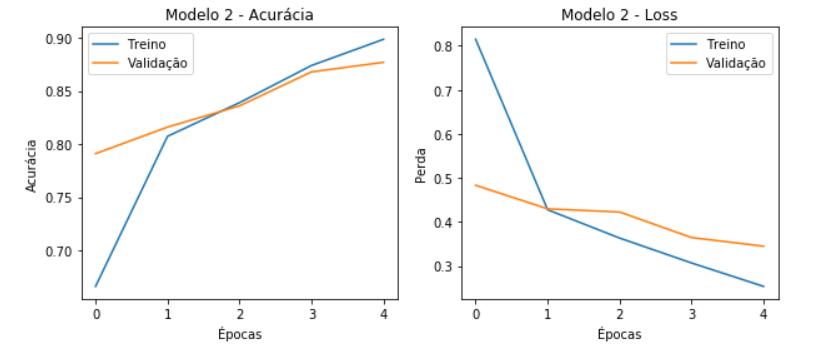 Modelo 2 - Acurácia
Treino
Validação
0.90
0.85
0.80
0.75
0.70
Acurácia
0
1
2
3
4
Épocas
Modelo 2 - Loss
Treino
Validação
0.8
0.7
0.6
0.5
0.4
0.3
Perda
0
1
2
3
4
Épocas